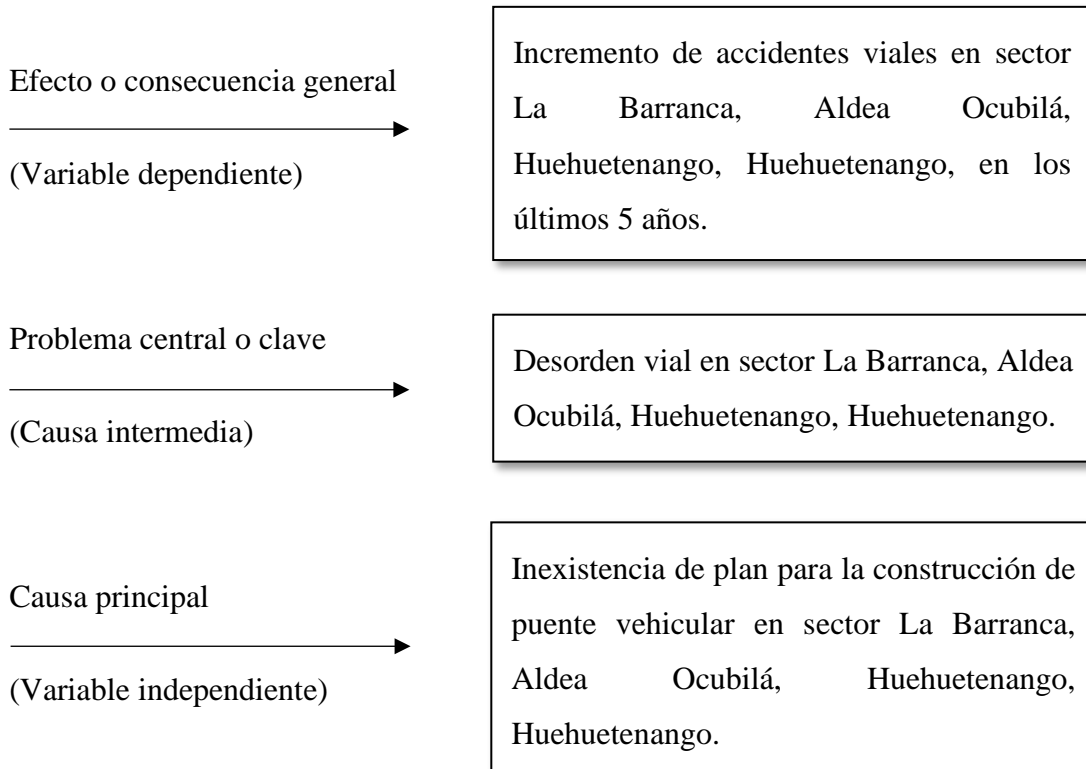 Efecto o consecuencia general
(Variable dependiente)
Incremento de accidentes viales en sector
La Barranca, Aldea Ocubilá,
Huehuetenango, Huehuetenango, en los
últimos 5 años.
Problema central o clave
(Causa intermedia)
Desorden vial en sector La Barranca, Aldea
Ocubilá, Huehuetenango, Huehuetenango.
Causa principal
(Variable independiente)
Inexistencia de plan para la construcción de
puente vehicular en sector La Barranca,
Aldea Ocubilá, Huehuetenango,
Huehuetenango.